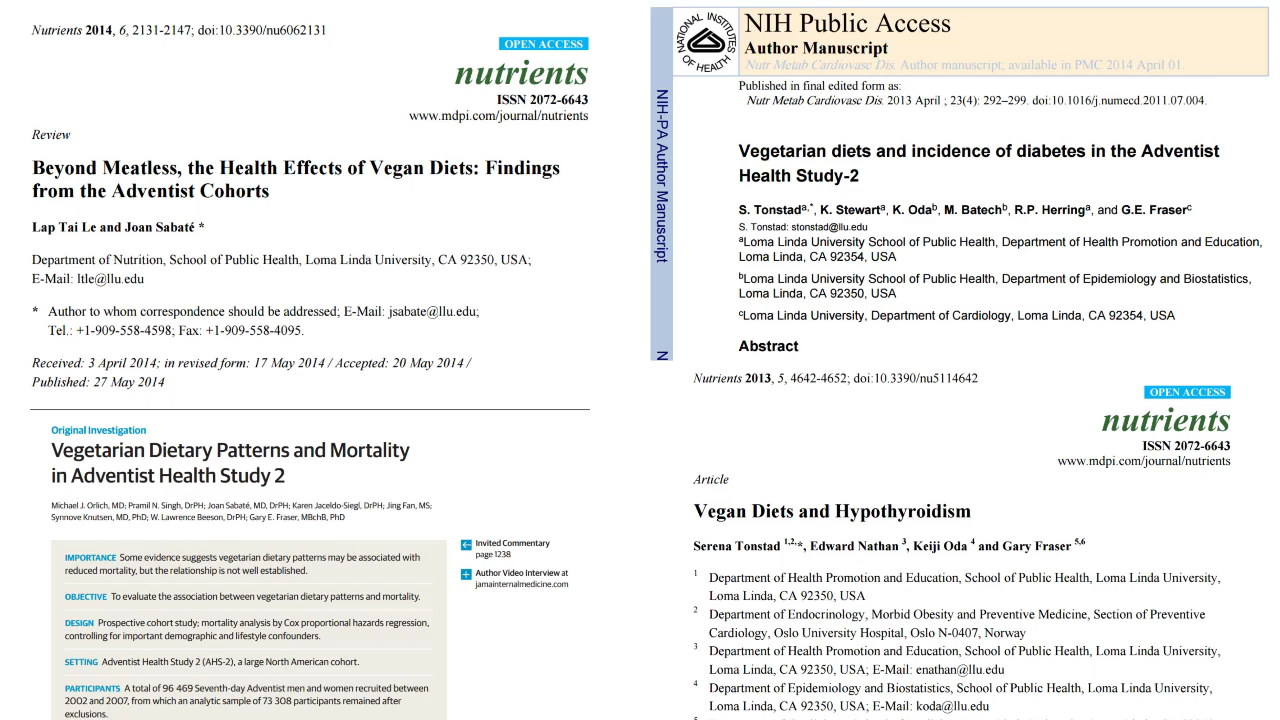 Nutrients 2014, 6, 2131-2147; doi:10.3390/nu6062131
OPEN ACCESS
nutrients
ISSN 2072-6643
www.mdpi.com/journal/nutrients
Review
Beyond Meatless, the Health Effects of Vegan Diets: Findings
from the Adventist Cohorts
Lap Tai Le and Joan Sabaté *
Department of Nutrition, School of Public Health, Loma Linda University, CA 92350, USA;
E-Mail: ltle@llu.edu
* Author to whom correspondence should be addressed; E-Mail: jsabate@llu.edu;
Tel.: +1-909-558-4598; Fax: +1-909-558-4095.
Received: 3 April 2014; in revised form: 17 May 2014 / Accepted: 20 May 2014 /
Published: 27 May 2014
Original Investigation
Vegetarian Dietary Patterns and Mortality
in Adventist Health Study 2
Michael J. Orlich, MD; Pramil N. Singh, DrPH; Joan Sabaté, MD, DrPH; Karen Jaceldo-Siegl, DrPH; Jing Fan, MS;
Synnove Knutsen, MD, PhD; W. Lawrence Beeson, DrPH; Gary E. Fraser, MBchB, PhD
IMPORTANCE Some evidence suggests vegetarian dietary patterns may be associated with
reduced mortality, but the relationship is not well established.
OBJECTIVE To evaluate the association between vegetarian dietary patterns and mortality.
DESIGN Prospective cohort study; mortality analysis by Cox proportional hazards regression,
controlling for important demographic and lifestyle confounders.
SETTING Adventist Health Study 2 (AHS-2), a large North American cohort.
PARTICIPANTS A total of 96 469 Seventh-day Adventist men and women recruited between
2002 and 2007, from which an analytic sample of 73 308 participants remained after
exclusions.
Invited Commentary
page 1238
Author Video Interview at
jamainternalmedicine.com
NATIONAL INSTITUTES
OF HEALTH
NIH Public Access
Author Manuscript
Nutr Metab Cardiovasc Dis. Author manuscript; available in PMC 2014 April 01.
NIH-PA Author Manuscript
N
Published in final edited form as:
Nutr Metab Cardiovasc Dis. 2013 April ; 23(4): 292–299. doi:10.1016/j.numecd.2011.07.004.
Vegetarian diets and incidence of diabetes in the Adventist
Health Study-2
S. Tonstada,*, K. Stewarta, K. Odab, M. Batechb, R.P. Herringa, and G.E. Fraserc
S. Tonstad: stonstad@llu.edu
aLoma Linda University School of Public Health, Department of Health Promotion and Education,
Loma Linda, CA 92354, USA
bLoma Linda University School of Public Health, Department of Epidemiology and Biostatistics,
Loma Linda, CA 92350, USA
cLoma Linda University, Department of Cardiology, Loma Linda, CA 92354, USA
Abstract
Nutrients 2013, 5, 4642-4652; doi:10.3390/nu5114642
OPEN ACCESS
nutrients
ISSN 2072-6643
www.mdpi.com/journal/nutrients
Article
Vegan Diets and Hypothyroidism
Serena Tonstad 1,2,*, Edward Nathan 3, Keiji Oda 4 and Gary Fraser 5,6
1 Department of Health Promotion and Education, School of Public Health, Loma Linda University,
Loma Linda, CA 92350, USA
2 Department of Endocrinology, Morbid Obesity and Preventive Medicine, Section of Preventive
Cardiology, Oslo University Hospital, Oslo N-0407, Norway
3 Department of Health Promotion and Education, School of Public Health, Loma Linda University,
Loma Linda, CA 92350, USA; E-Mail: enathan@llu.edu
4 Department of Epidemiology and Biostatistics, School of Public Health, Loma Linda University,
Loma Linda, CA 92350, USA; E-Mail: koda@llu.edu